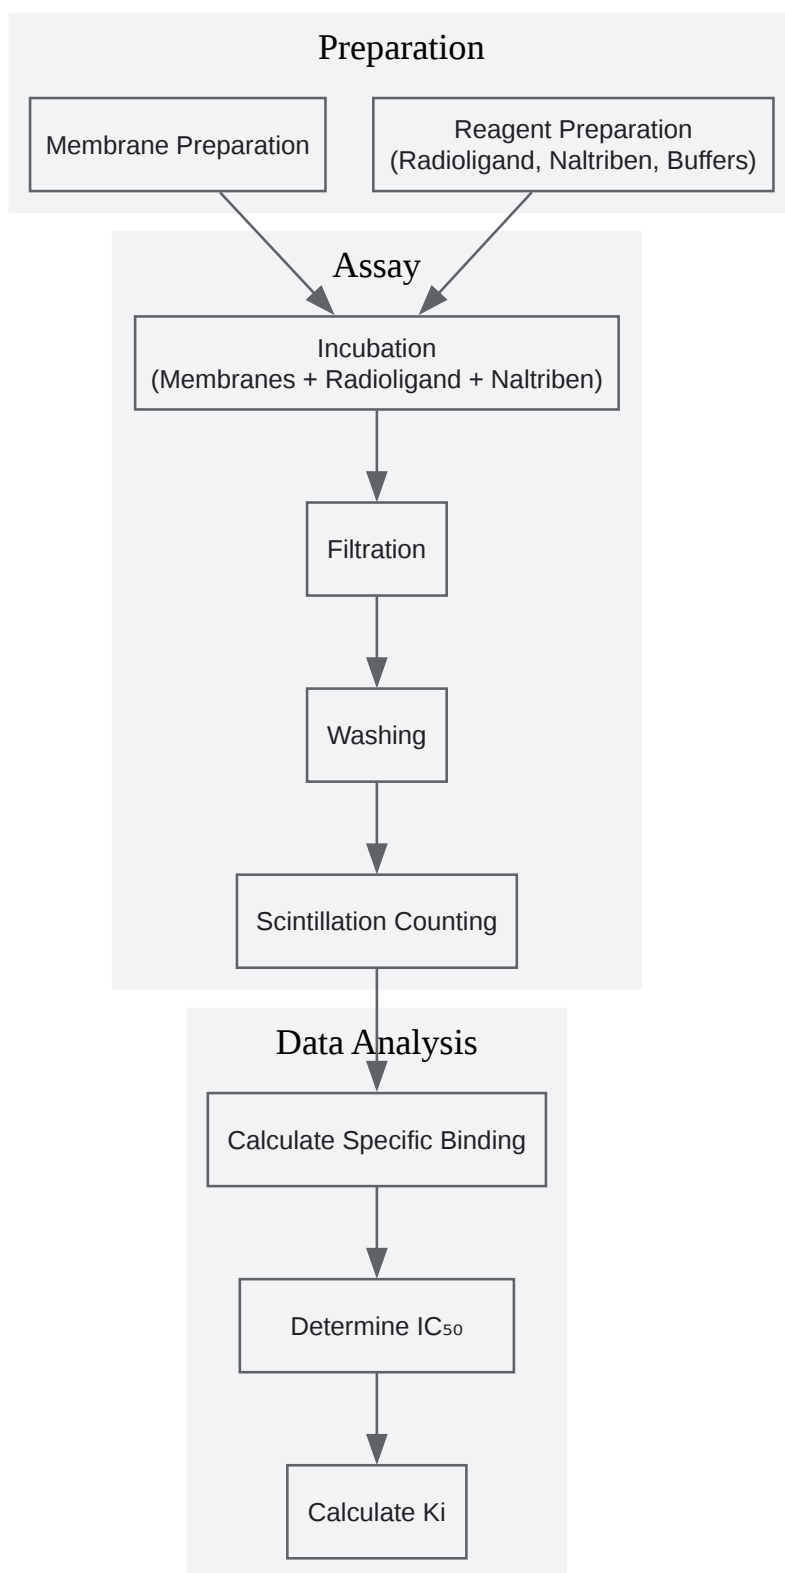 Preparation
Membrane Preparation
Reagent Preparation
(Radioligand, Naltriben, Buffers)
Assay
Incubation
(Membranes + Radioligand + Naltriben)
Filtration
Washing
Scintillation Counting
Data Analysis
Calculate Specific Binding
Determine IC₅₀
Calculate Ki